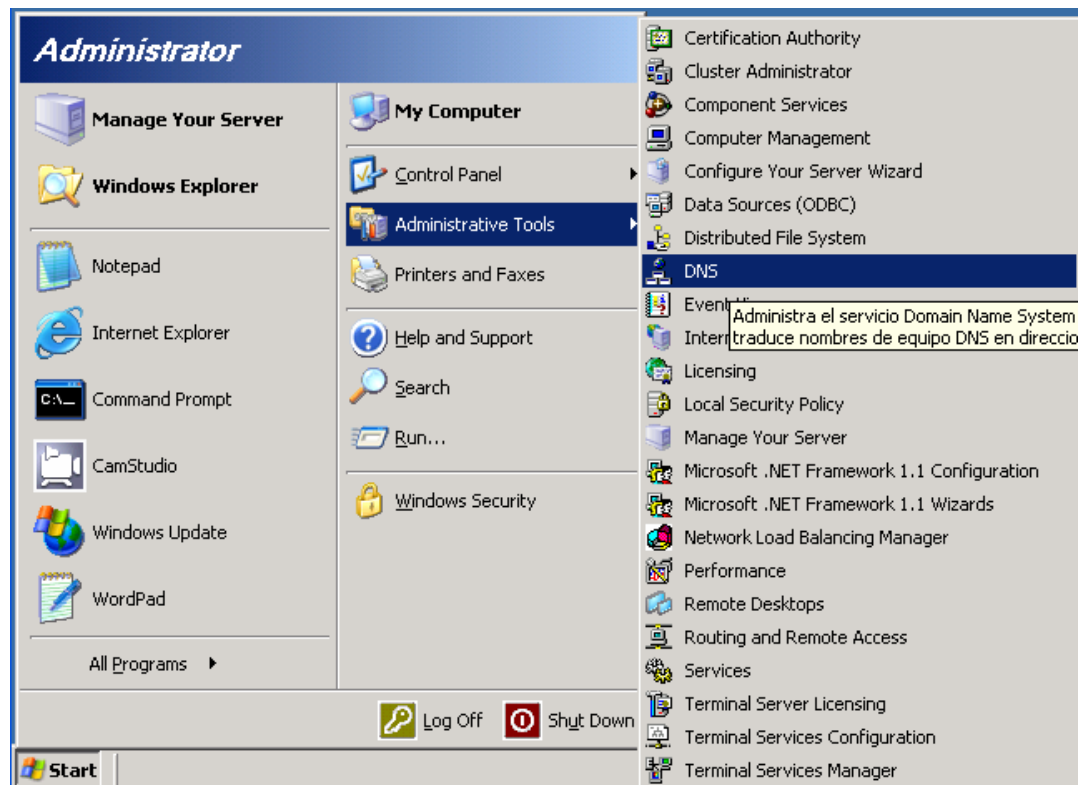 Administrator
Manage Your Server
Windows Explorer
Notepad
Internet Explorer
C:\_
Command Prompt
CamStudio
Windows Update
WordPad
All Programs
My Computer
Control Panel
Administrative Tools
Printers and Faxes
Help and Support
Search
Run...
Windows Security
Log Off
Shut Down
Start
Certification Authority
Cluster Administrator
Component Services
Computer Management
Configure Your Server Wizard
Data Sources (ODBC)
Distributed File System
DNS
Event
Administra el servicio Domain Name System
Inter
traduce nombres de equipo DNS en direccio
Licensing
Local Security Policy
Manage Your Server
Microsoft .NET Framework 1.1 Configuration
Microsoft .NET Framework 1.1 Wizards
Network Load Balancing Manager
Performance
Remote Desktops
Routing and Remote Access
Services
Terminal Server Licensing
Terminal Services Configuration
Terminal Services Manager